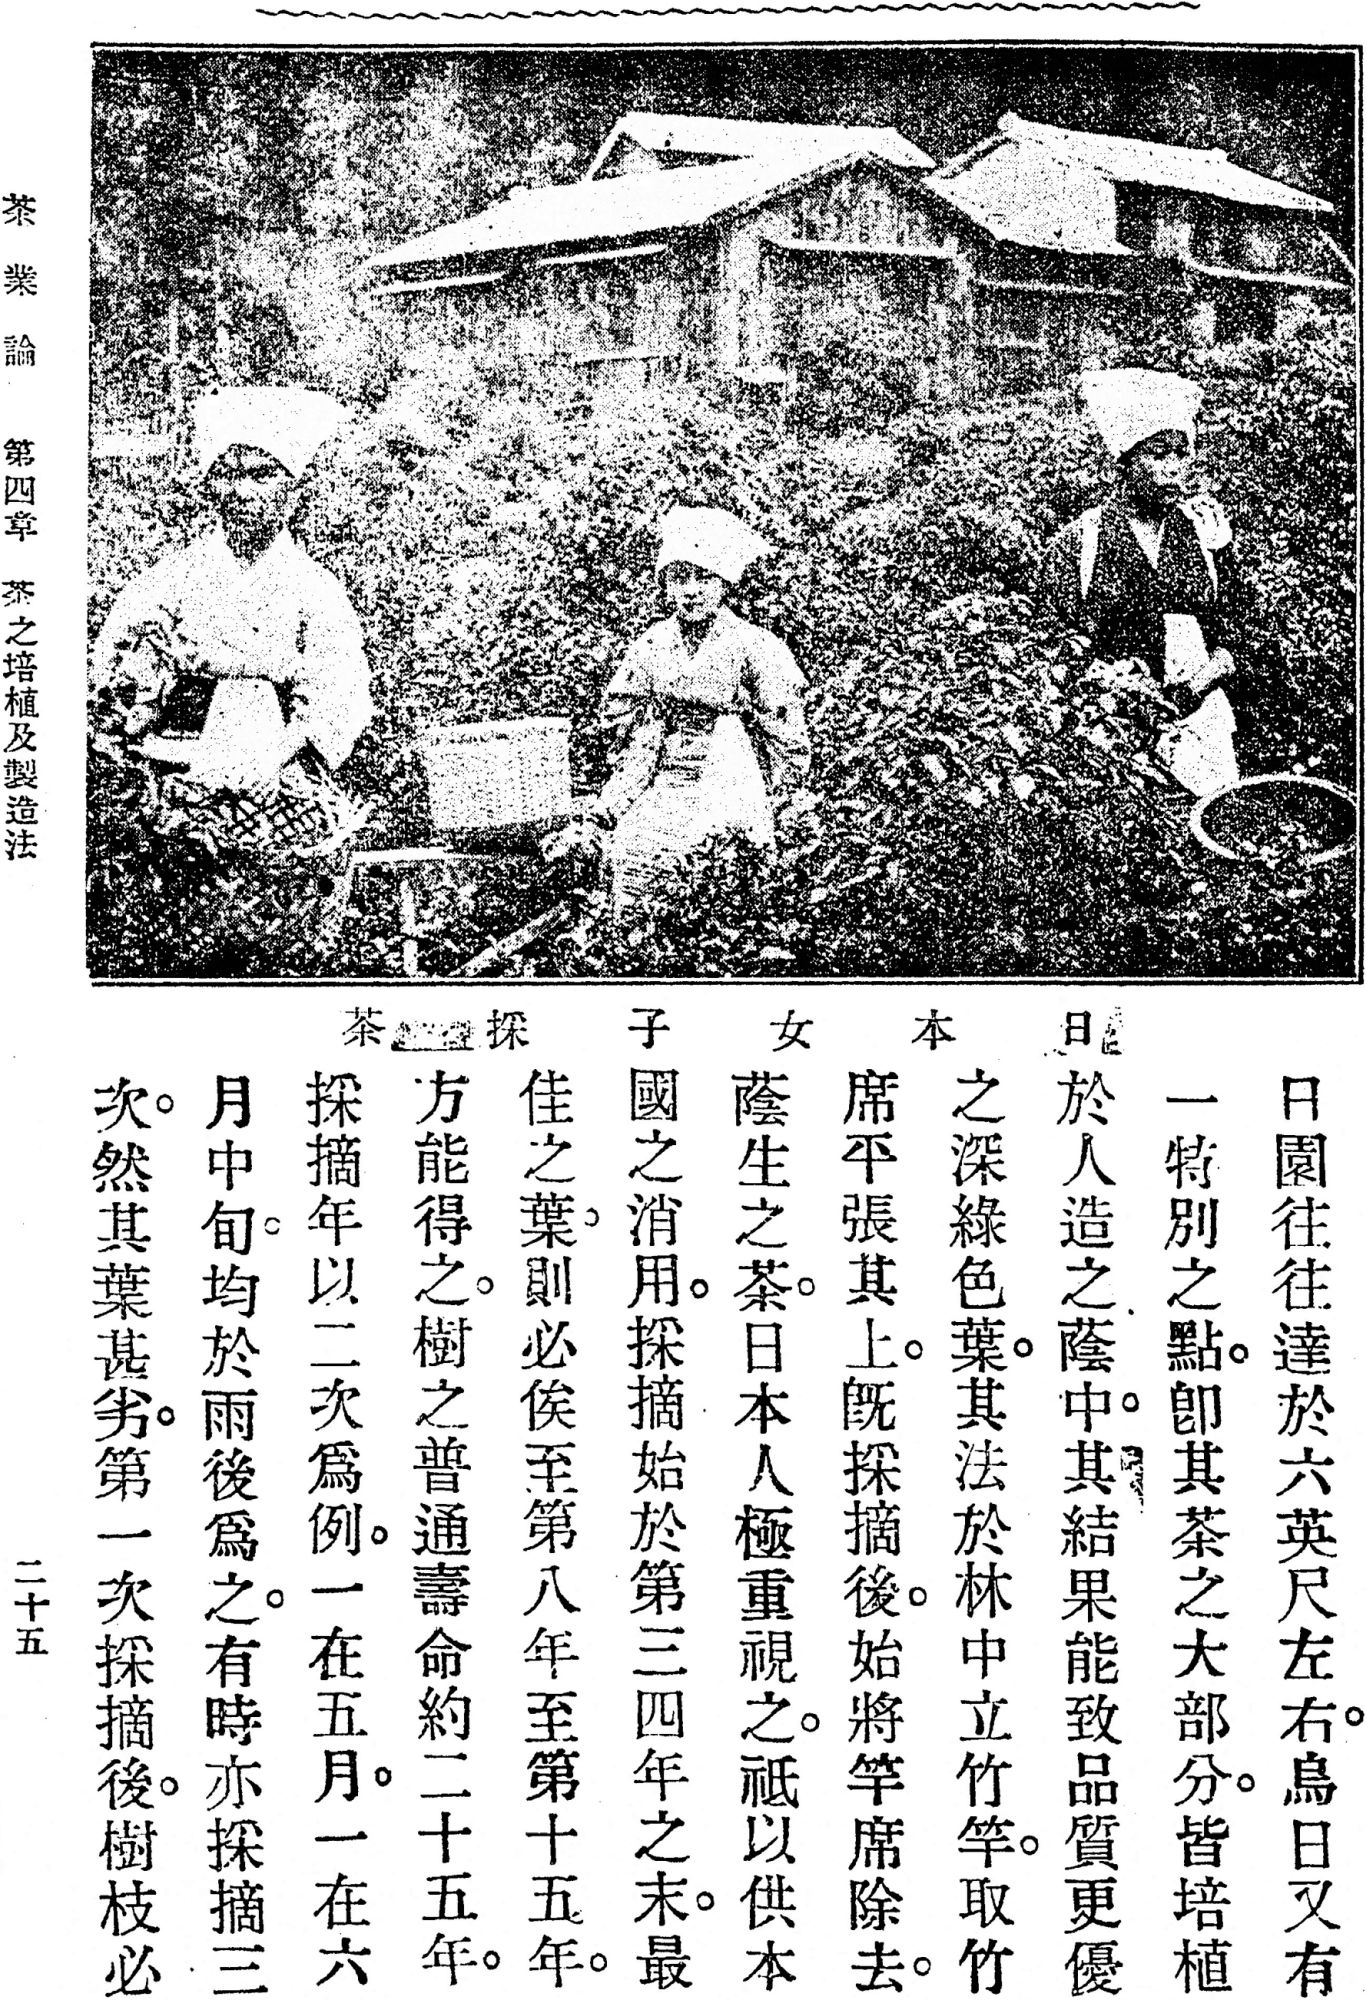 日本女子採茶
日園往往達於六英尺左右。烏日又有
一特別之點。卽其茶之大部分。皆培植
於人造之蔭中。其結果能致品質更優
之深綠色葉。其法於林中立竹竿。取竹
席平張其上。旣採摘後。始將竿席除去。
蔭生之茶。日本人極重視之。祗以供本
國之消用。採摘始於第三四年之末。最
佳之葉。則必俟至第八年至第十五年。
方能得之。樹之普通壽命約二十五年。
採摘年以二次爲例。一在五月。一在六
月中旬。均於雨後爲之。有時亦採摘三
次。然其葉甚劣。第一次採摘後。樹枝必
茶業論 第四章 茶之培植及製造法
二十五